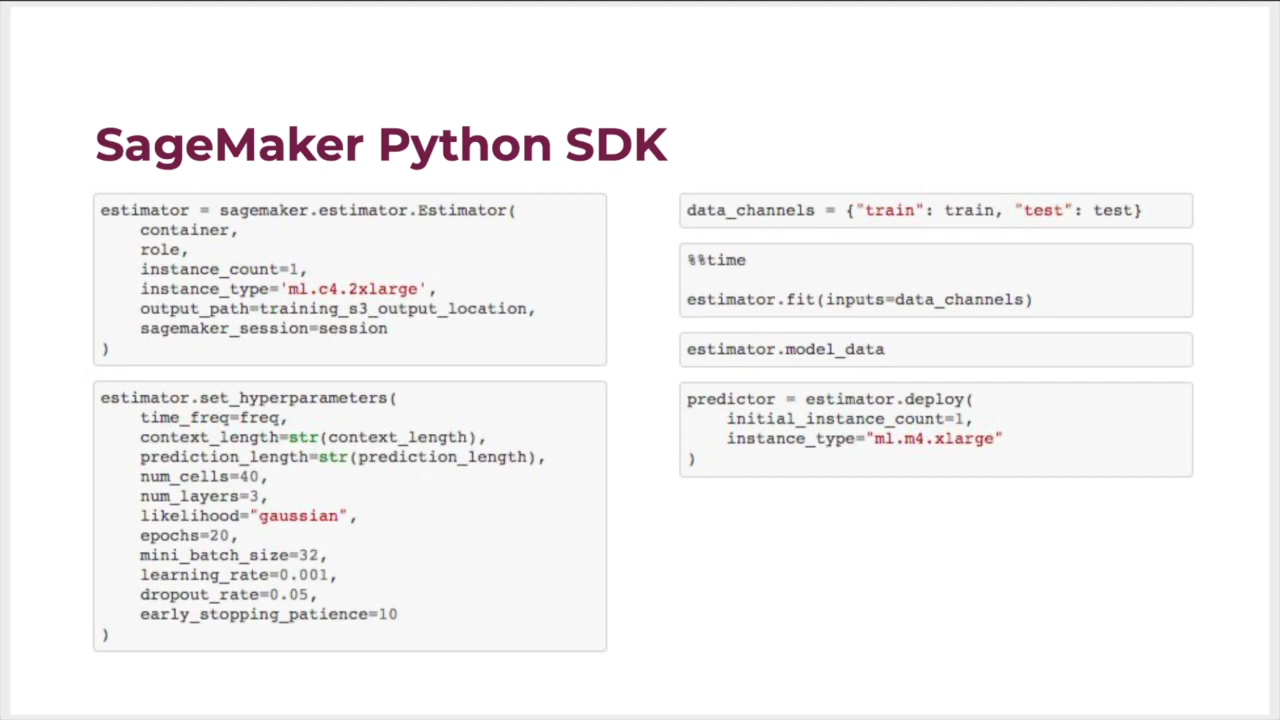 SageMaker Python SDK
estimator = sagemaker.estimator.Estimator(
    container,
    role,
    instance_count=1,
    instance_type='ml.c4.2xlarge',
    output_path=training_s3_output_location,
    sagemaker_session=session
)
estimator.set_hyperparameters(
    time_freq=freq,
    context_length=str(context_length),
    prediction_length=str(prediction_length),
    num_cells=40,
    num_layers=3,
    likelihood="gaussian",
    epochs=20,
    mini_batch_size=32,
    learning_rate=0.001,
    dropout_rate=0.05,
    early_stopping_patience=10
)
data_channels = {"train": train, "test": test}
%%time
estimator.fit(inputs=data_channels)
estimator.model_data
predictor = estimator.deploy(
    initial_instance_count=1,
    instance_type="ml.m4.xlarge"
)